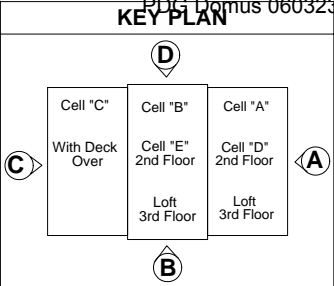 PDG Domus 060323
KEY PLAN
D
Cell "C"
With Deck
Over
Cell "B"
Cell "E"
2nd Floor
Loft
3rd Floor
Cell "A"
Cell "D"
2nd Floor
Loft
3rd Floor
C
A
B